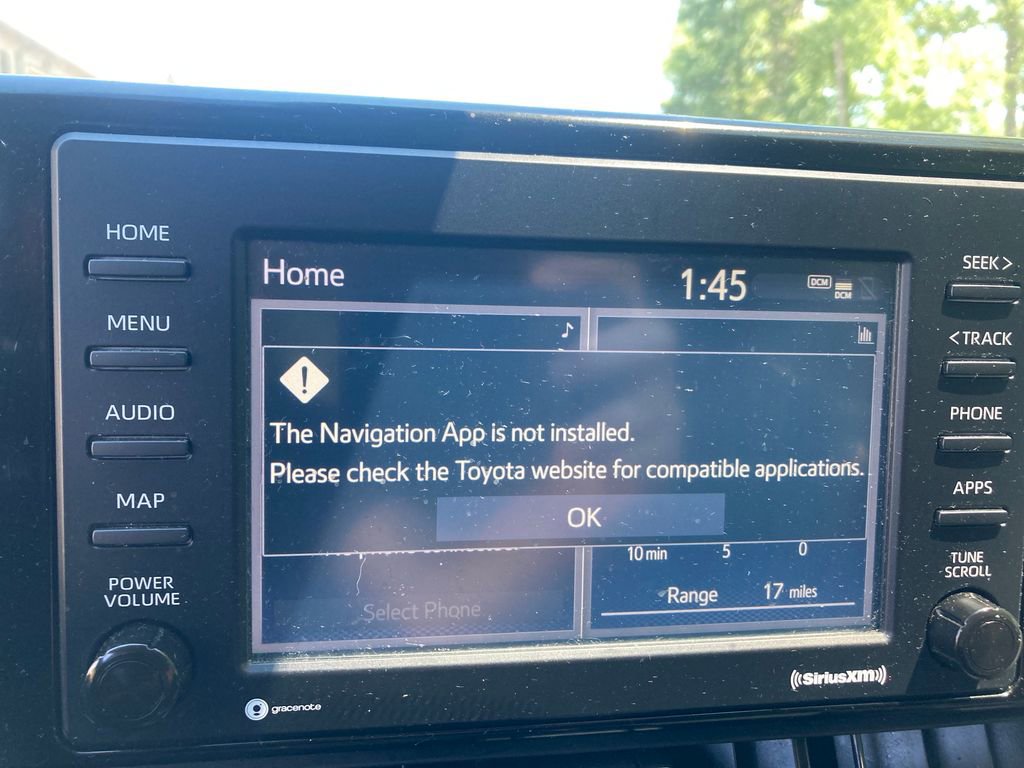 HOME
MENU
AUDIO
MAP
POWER
VOLUME
Home
1:45
DCM
DCM
The Navigation App is not installed.
Please check the Toyota website for compatible applications.
OK
10 min 5 0
Select Phone
Range 17 miles
SEEK >
< TRACK
PHONE
APPS
TUNE
SCROLL
gracenote
((SiriusXM))